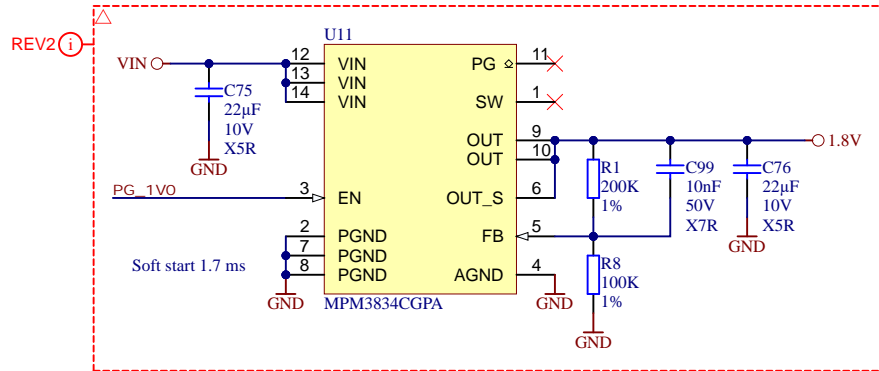 REV2
i
U11
VIN
12
VIN
PG
11
13
VIN
14
VIN
SW
1
C75
22µF
10V
X5R
GND
OUT
9
1.8V
OUT
10
R1
200K
1%
C99
10nF
50V
X7R
C76
22µF
10V
X5R
GND
PG_1V0
3
EN
OUT_S
6
2
PGND
FB
5
7
PGND
Soft start 1.7 ms
8
PGND
AGND
4
R8
100K
1%
GND
MPM3834CGPA
GND
GND